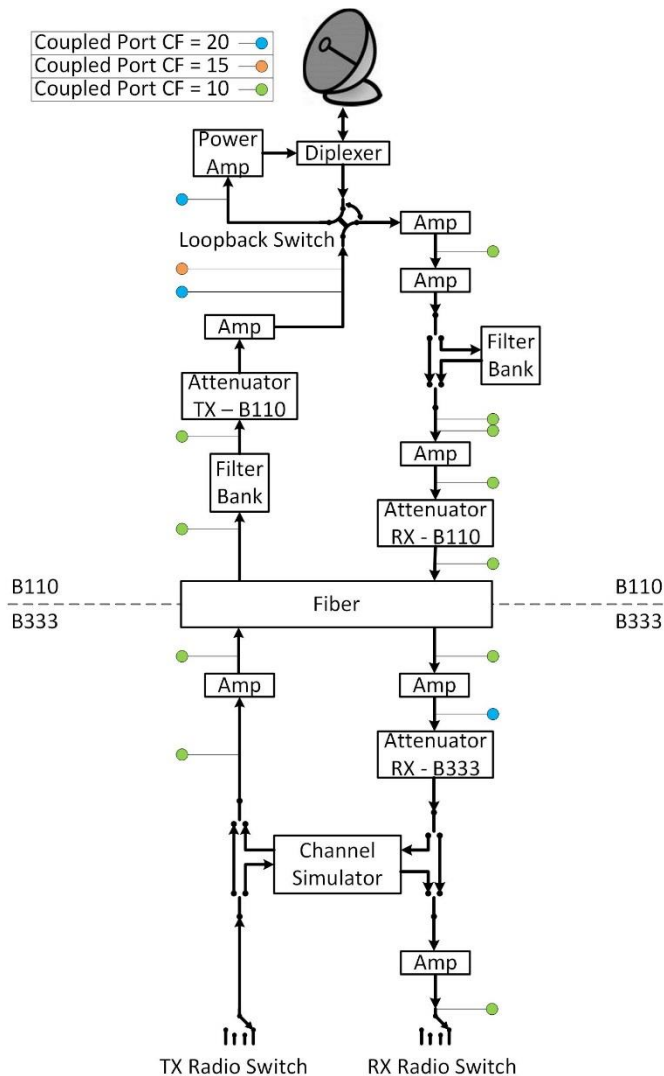 Coupled Port CF = 20
Coupled Port CF = 15
Coupled Port CF = 10
Power
Amp
Diplexer
Loopback Switch
Amp
Amp
Amp
Filter
Bank
Attenuator
TX – B110
Amp
Filter
Bank
Attenuator
RX - B110
B110
B110
Fiber
B333
B333
Amp
Amp
Attenuator
RX - B333
Channel
Simulator
Amp
TX Radio Switch
RX Radio Switch